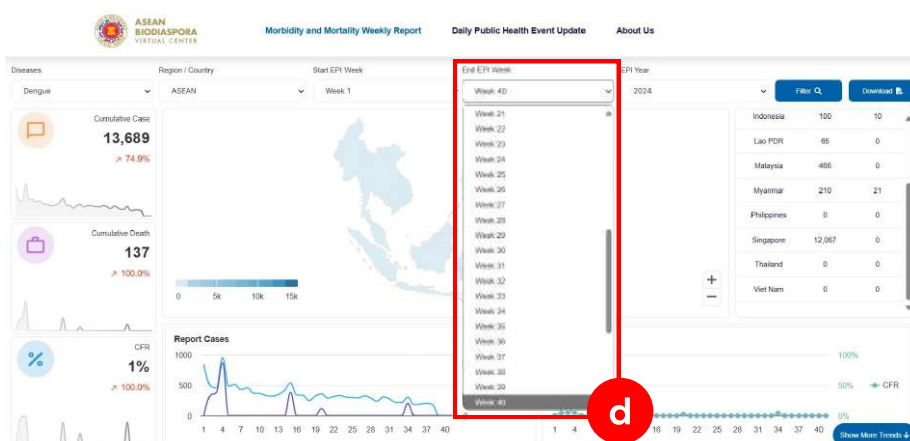 ASEAN
BIODIASPORA
VIRTUAL CENTER
Morbidity and Mortality Weekly Report
Daily Public Health Event Update
About Us
Diseases
Region / Country
Start EPI Week
End EPI Week
EPI Year
Dengue
ASEAN
Week 1
Week 40
2024
Filter
Download
Cumulative Case
13,689
74.9%
Cumulative Death
137
100.0%
CFR
1%
100.0%
0 5k 10k 15k
Week 21
Week 22
Week 23
Week 24
Week 25
Week 26
Week 27
Week 28
Week 29
Week 30
Week 31
Week 32
Week 33
Week 34
Week 35
Week 36
Week 37
Week 38
Week 39
Week 40
d
+
−
Indonesia 100 10
Lao PDR 65 0
Malaysia 466 0
Myanmar 210 21
Philippines 0 0
Singapore 12,067 0
Thailand 0 0
Viet Nam 0 0
Report Cases
1000
500
0
1 4 7 10 13 16 19 22 25 28 31 34 37 40
100%
50%
0%
CFR
1 4 16 19 22 25 28 31 34 37 40
Show More Trends